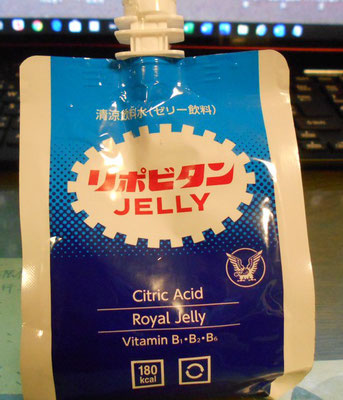 清涼飲料水(ゼリー飲料)
リポビタン
JELLY
Citric Acid
Royal Jelly
Vitamin B₁・B₂・B₆
180
kcal